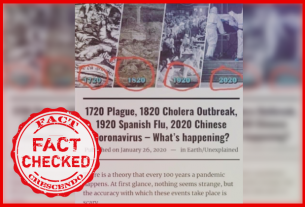 1720
1820
1920
2020
1720 Plague, 1820 Cholera Outbreak,
1920 Spanish Flu, 2020 Chinese
Coronavirus – What's happening?
on January 26, 2020 — in Earth/Unexplained
is a theory that every 100 years a pandemic
happens. At first glance, nothing seems strange, but
the accuracy with which these events take place is
FACT
FACT
CHECKED
CRESCENDO